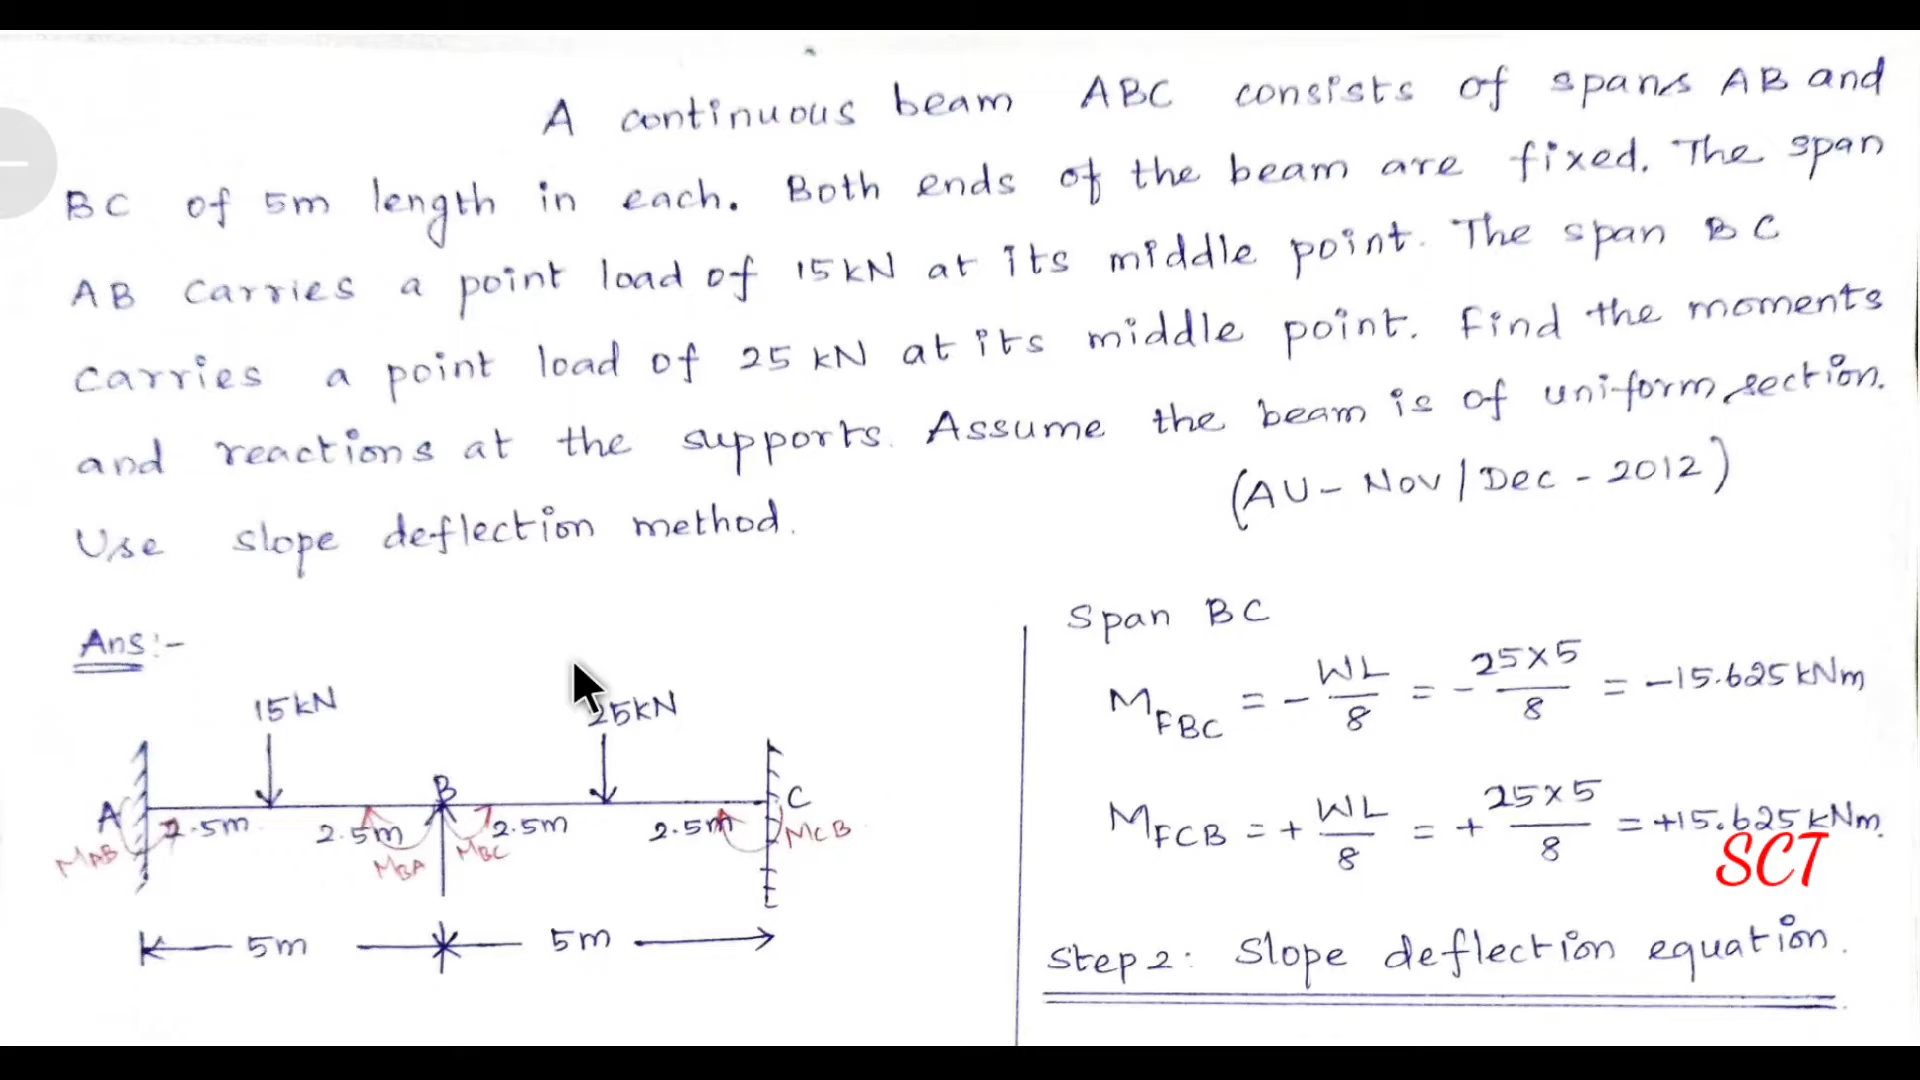 A continuous beam ABC consists of spans AB and
BC of 5m length in each. Both ends of the beam are fixed. The span
AB carries a point load of 15kN at its middle point. The span BC
carries a point load of 25 kN at its middle point. Find the moments
and reactions at the supports. Assume the beam is of uniform section.
Use slope deflection method.
(AU - Nov / Dec - 2012)
Ans:-
15kN 25kN
A B C
2.5m 2.5m 2.5m 2.5m
MAB MBA MBC MCB
5m 5m
Span BC
MFBC = - WL/8 = - 25×5/8 = -15.625 kNm
MFCB = + WL/8 = + 25×5/8 = +15.625 kNm.
SCT
Step 2: Slope deflection equation.